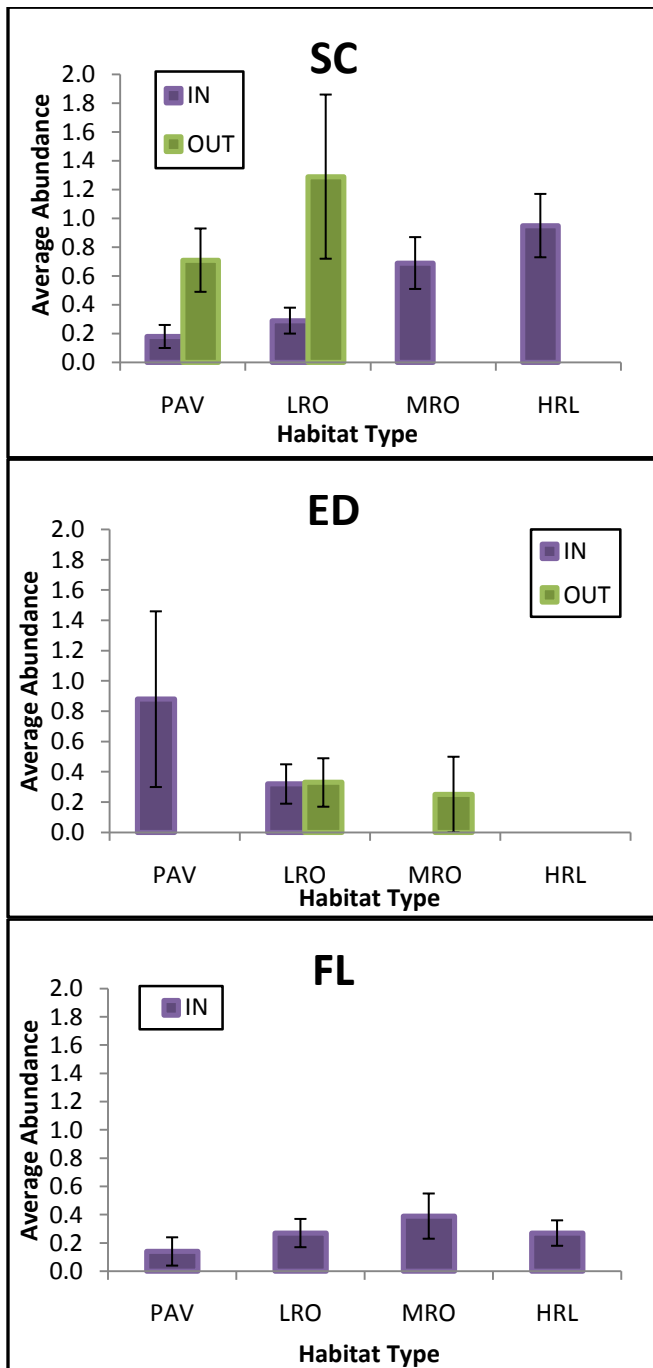 SC
IN
OUT
Average Abundance
2.0
1.8
1.6
1.4
1.2
1.0
0.8
0.6
0.4
0.2
0.0
PAV LRO MRO HRL
Habitat Type
ED
IN
OUT
Average Abundance
2.0
1.8
1.6
1.4
1.2
1.0
0.8
0.6
0.4
0.2
0.0
PAV LRO MRO HRL
Habitat Type
FL
IN
Average Abundance
2.0
1.8
1.6
1.4
1.2
1.0
0.8
0.6
0.4
0.2
0.0
PAV LRO MRO HRL
Habitat Type